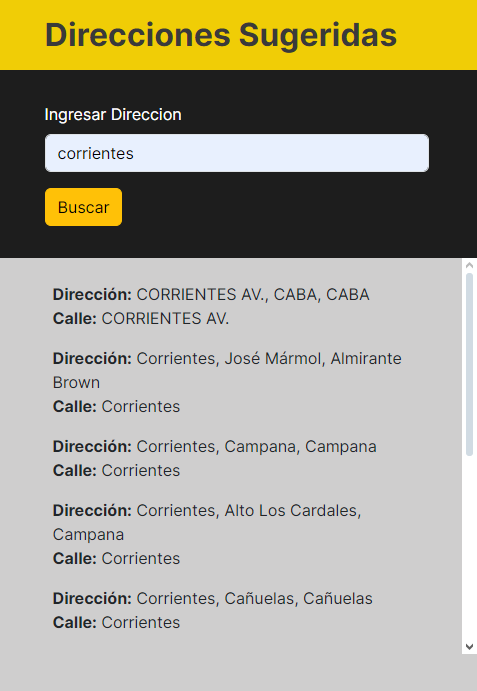 Direcciones Sugeridas
Ingresar Direccion
corrientes
Buscar
Dirección: CORRIENTES AV., CABA, CABA
Calle: CORRIENTES AV.
Dirección: Corrientes, José Mármol, Almirante
Brown
Calle: Corrientes
Dirección: Corrientes, Campana, Campana
Calle: Corrientes
Dirección: Corrientes, Alto Los Cardales,
Campana
Calle: Corrientes
Dirección: Corrientes, Cañuelas, Cañuelas
Calle: Corrientes